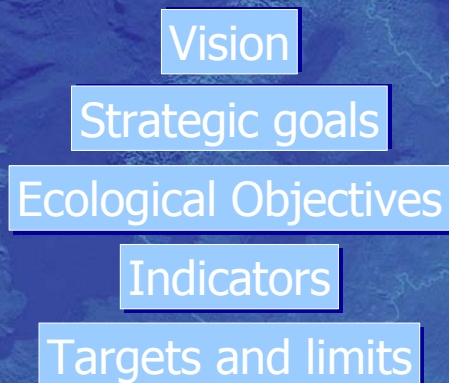 Vision
Strategic goals
Ecological Objectives
Indicators
Targets and limits